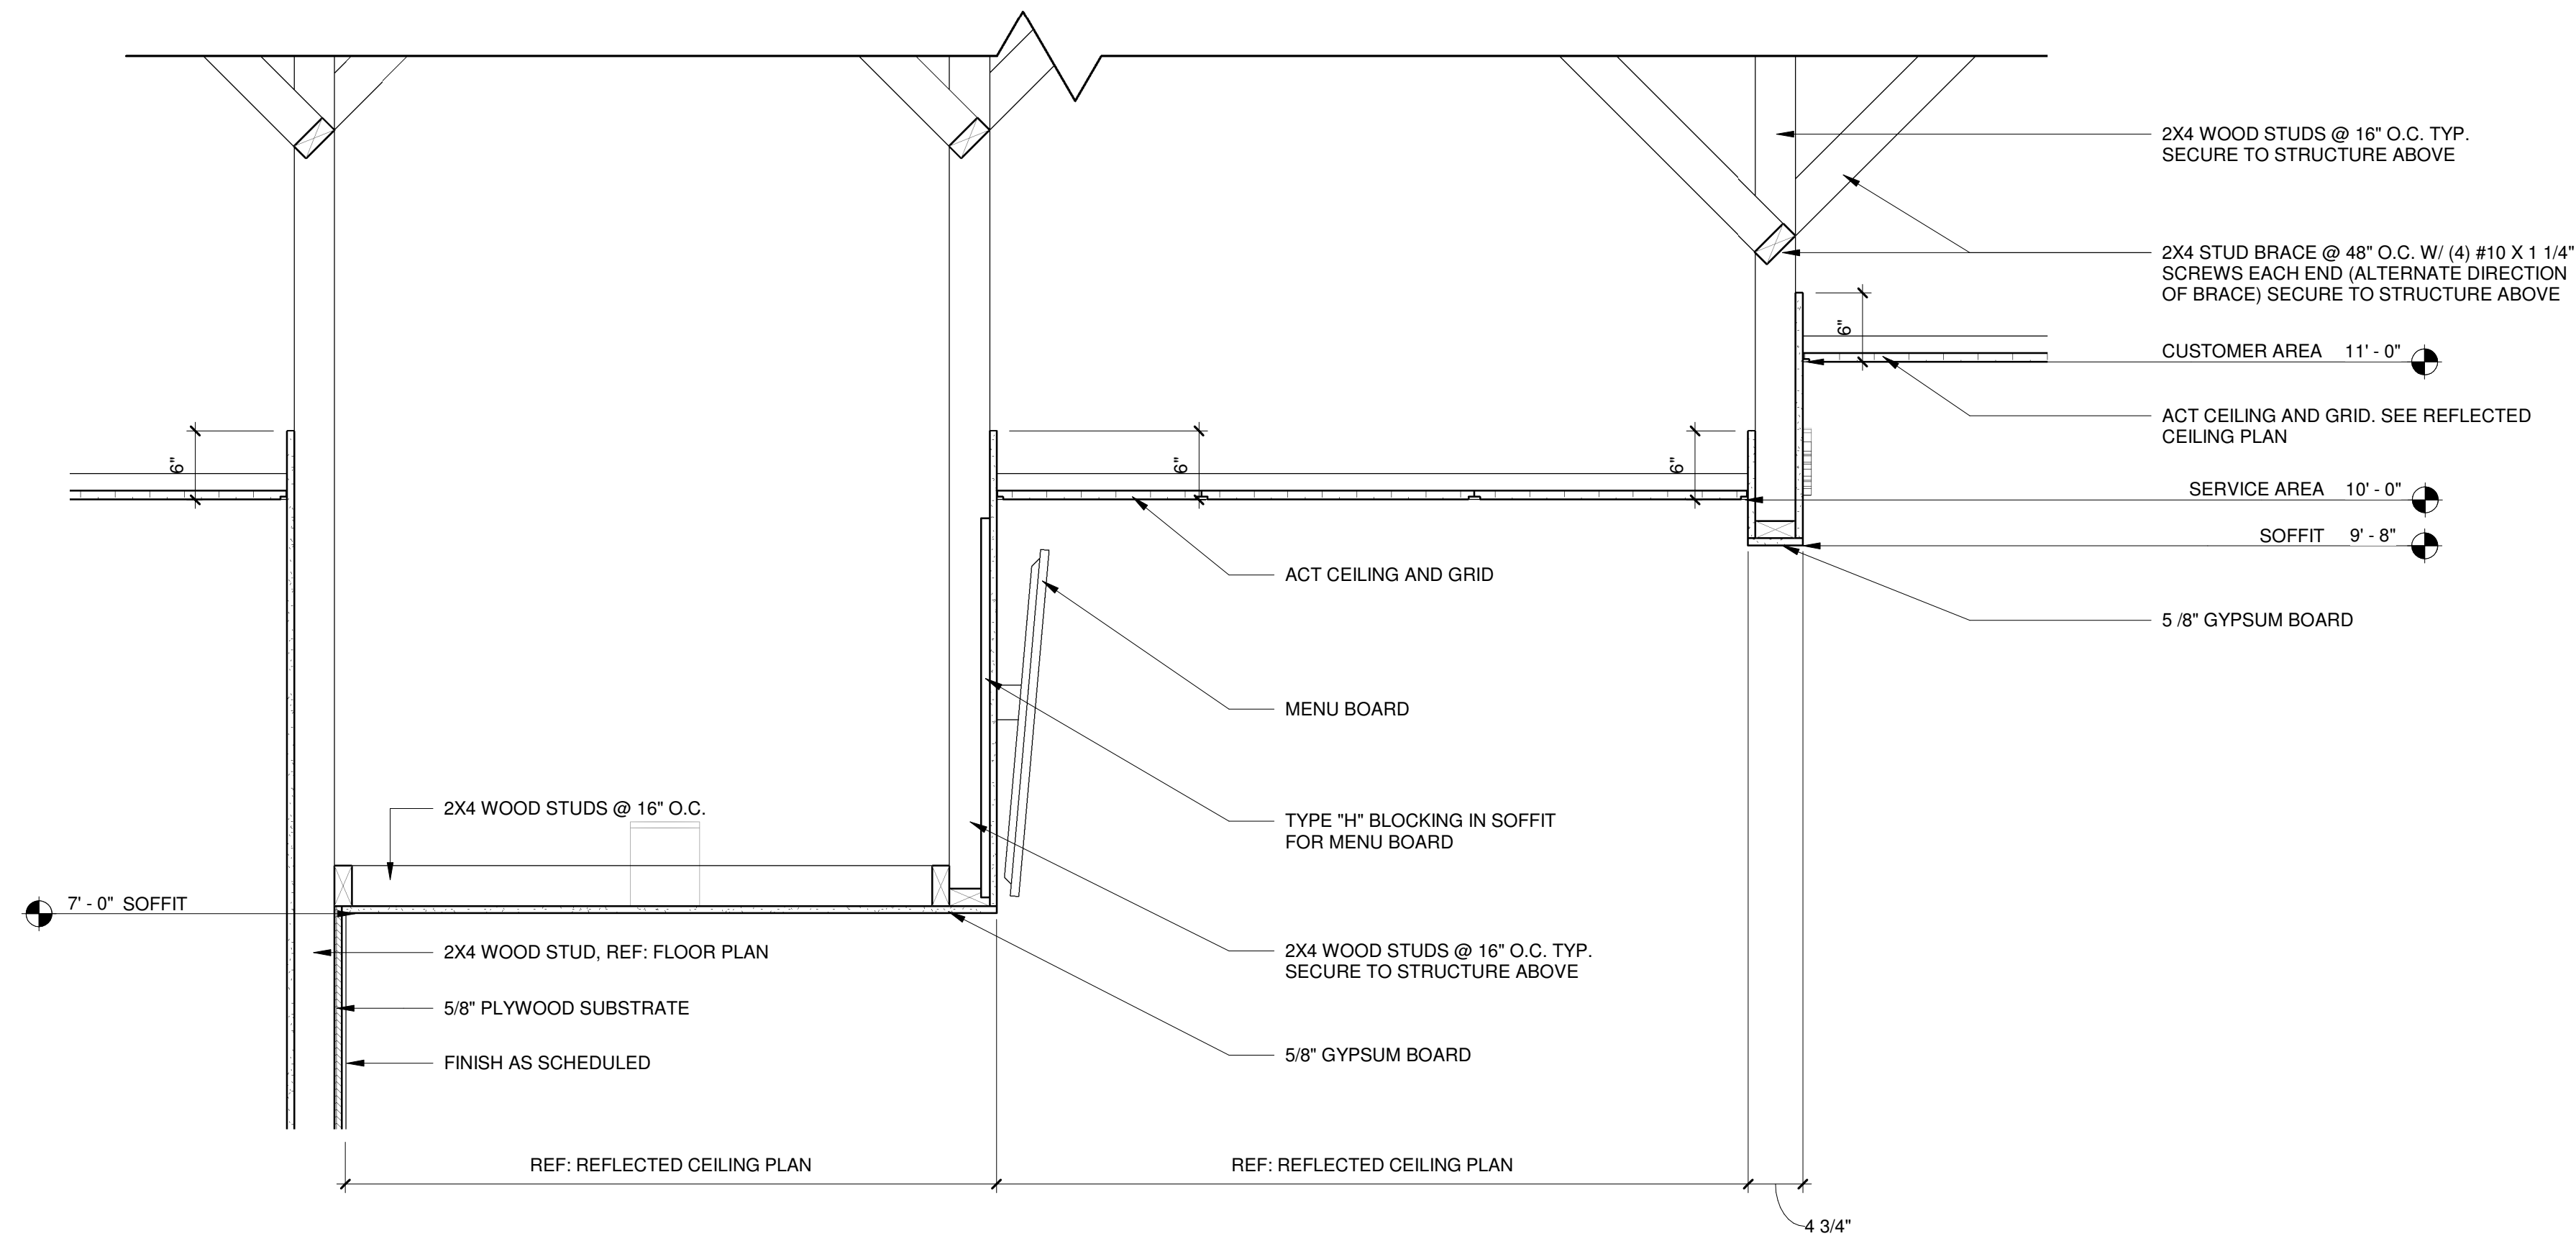 2X4 WOOD STUDS @ 16" O.C. TYP.
SECURE TO STRUCTURE ABOVE
2X4 STUD BRACE @ 48" O.C. W/ (4) #10 X 1 1/4"
SCREWS EACH END (ALTERNATE DIRECTION
OF BRACE) SECURE TO STRUCTURE ABOVE
6"
CUSTOMER AREA 11' - 0"
ACT CEILING AND GRID. SEE REFLECTED
CEILING PLAN
6"
6"
6"
SERVICE AREA 10' - 0"
SOFFIT 9' - 8"
ACT CEILING AND GRID
5 /8" GYPSUM BOARD
MENU BOARD
2X4 WOOD STUDS @ 16" O.C.
TYPE "H" BLOCKING IN SOFFIT
FOR MENU BOARD
7' - 0" SOFFIT
2X4 WOOD STUD, REF: FLOOR PLAN
2X4 WOOD STUDS @ 16" O.C. TYP.
SECURE TO STRUCTURE ABOVE
5/8" PLYWOOD SUBSTRATE
5/8" GYPSUM BOARD
FINISH AS SCHEDULED
REF: REFLECTED CEILING PLAN
REF: REFLECTED CEILING PLAN
4 3/4"